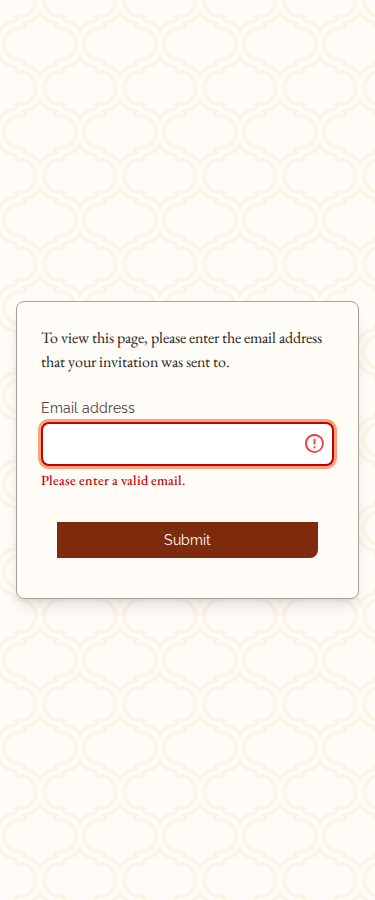 To view this page, please enter the email address
that your invitation was sent to.
Email address
Please enter a valid email.
Submit